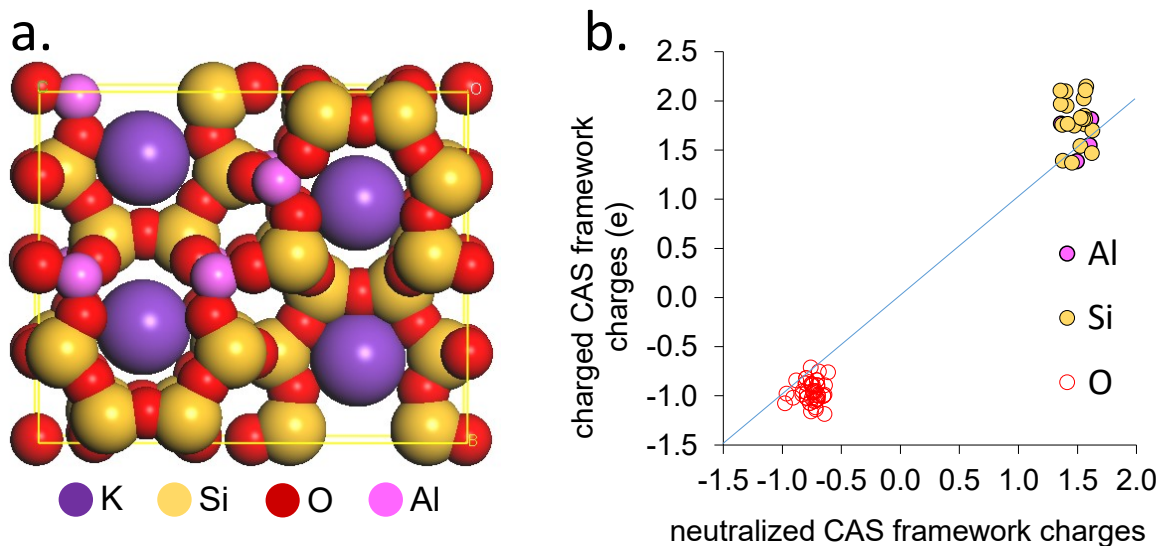 a.
O
B
K Si O Al
b.
2.5
2.0
1.5
1.0
0.5
0.0
-0.5
-1.0
-1.5
-1.5 -1.0 -0.5 0.0 0.5 1.0 1.5 2.0
charged CAS framework
charges (e)
neutralized CAS framework charges
Al
Si
O